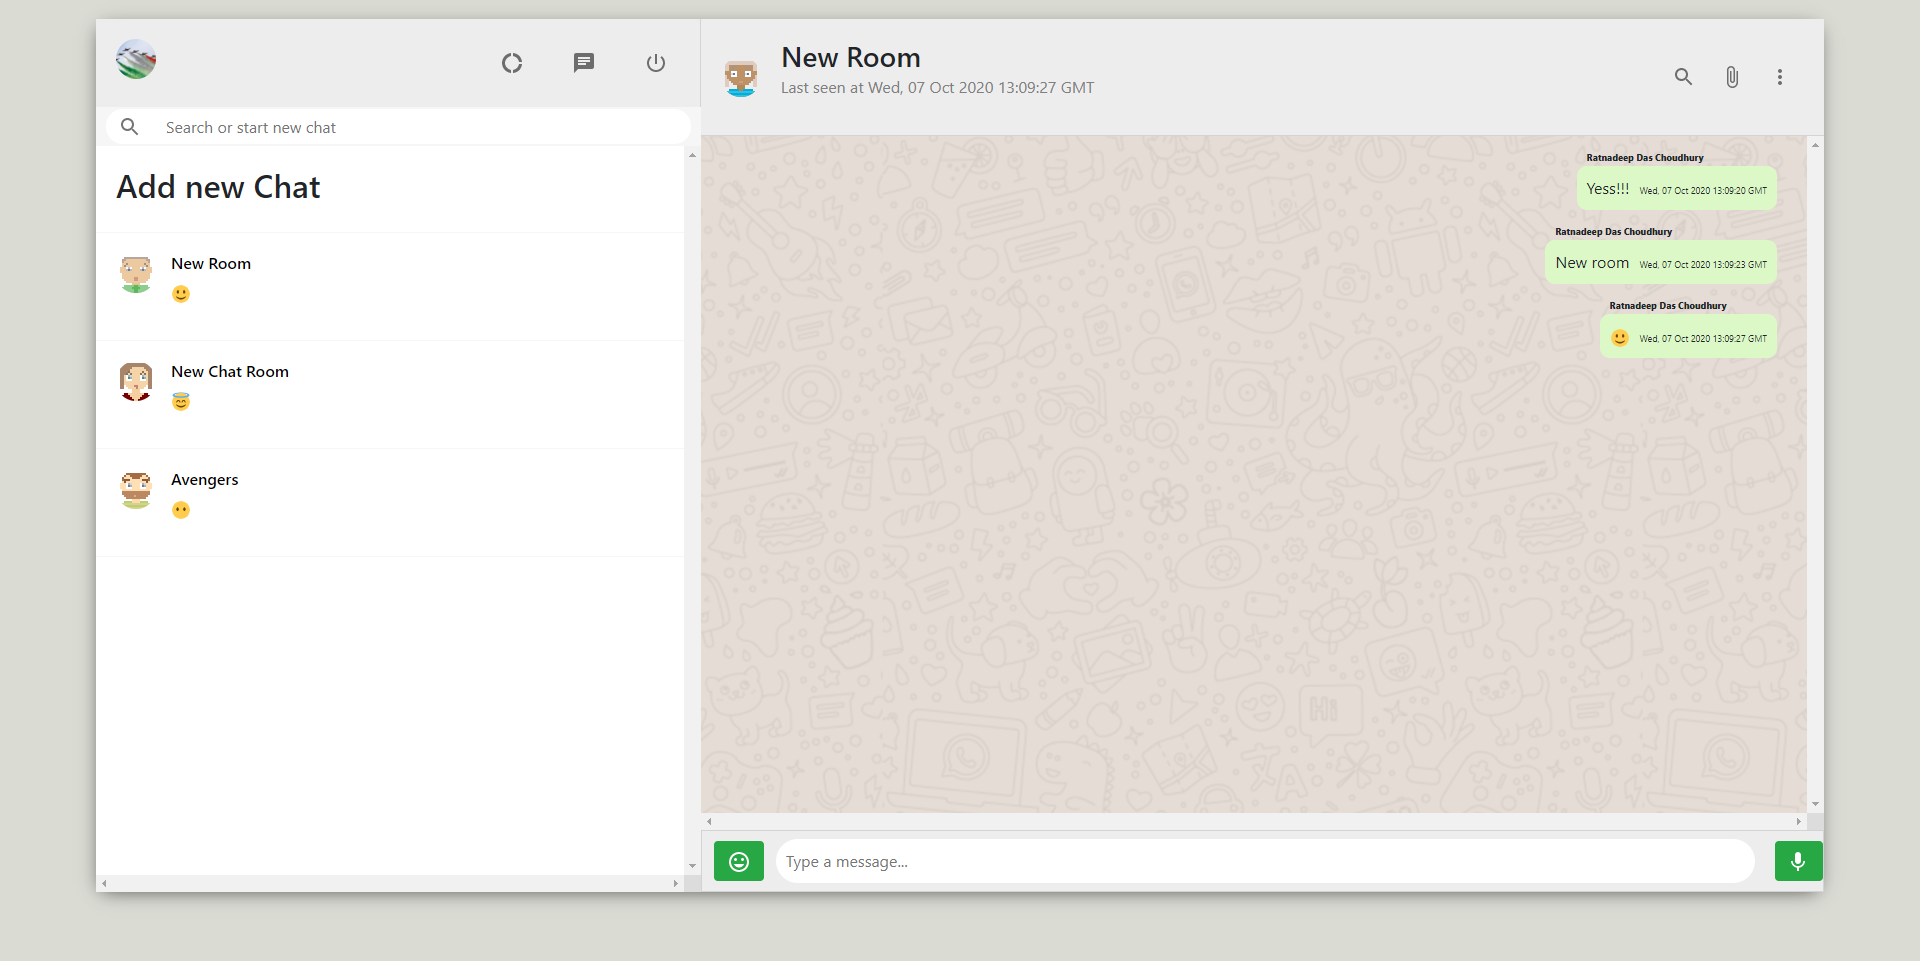 Search or start new chat
Add new Chat
New Room
🙂
New Chat Room
😇
Avengers
😶
New Room
Last seen at Wed, 07 Oct 2020 13:09:27 GMT
Ratnadeep Das Choudhury
Yess!!! Wed, 07 Oct 2020 13:09:20 GMT
Ratnadeep Das Choudhury
New room Wed, 07 Oct 2020 13:09:23 GMT
Ratnadeep Das Choudhury
🙂 Wed, 07 Oct 2020 13:09:27 GMT
Hi
Type a message...